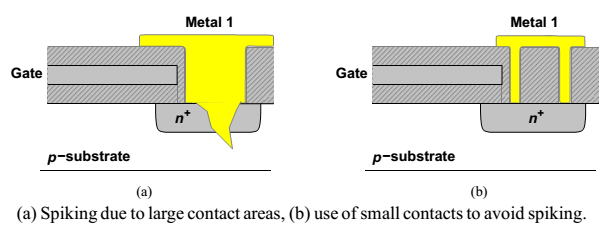 Metal 1
Metal 1
Gate
Gate
n+
n+
p−substrate
p−substrate
(a)
(b)
(a) Spiking due to large contact areas, (b) use of small contacts to avoid spiking.